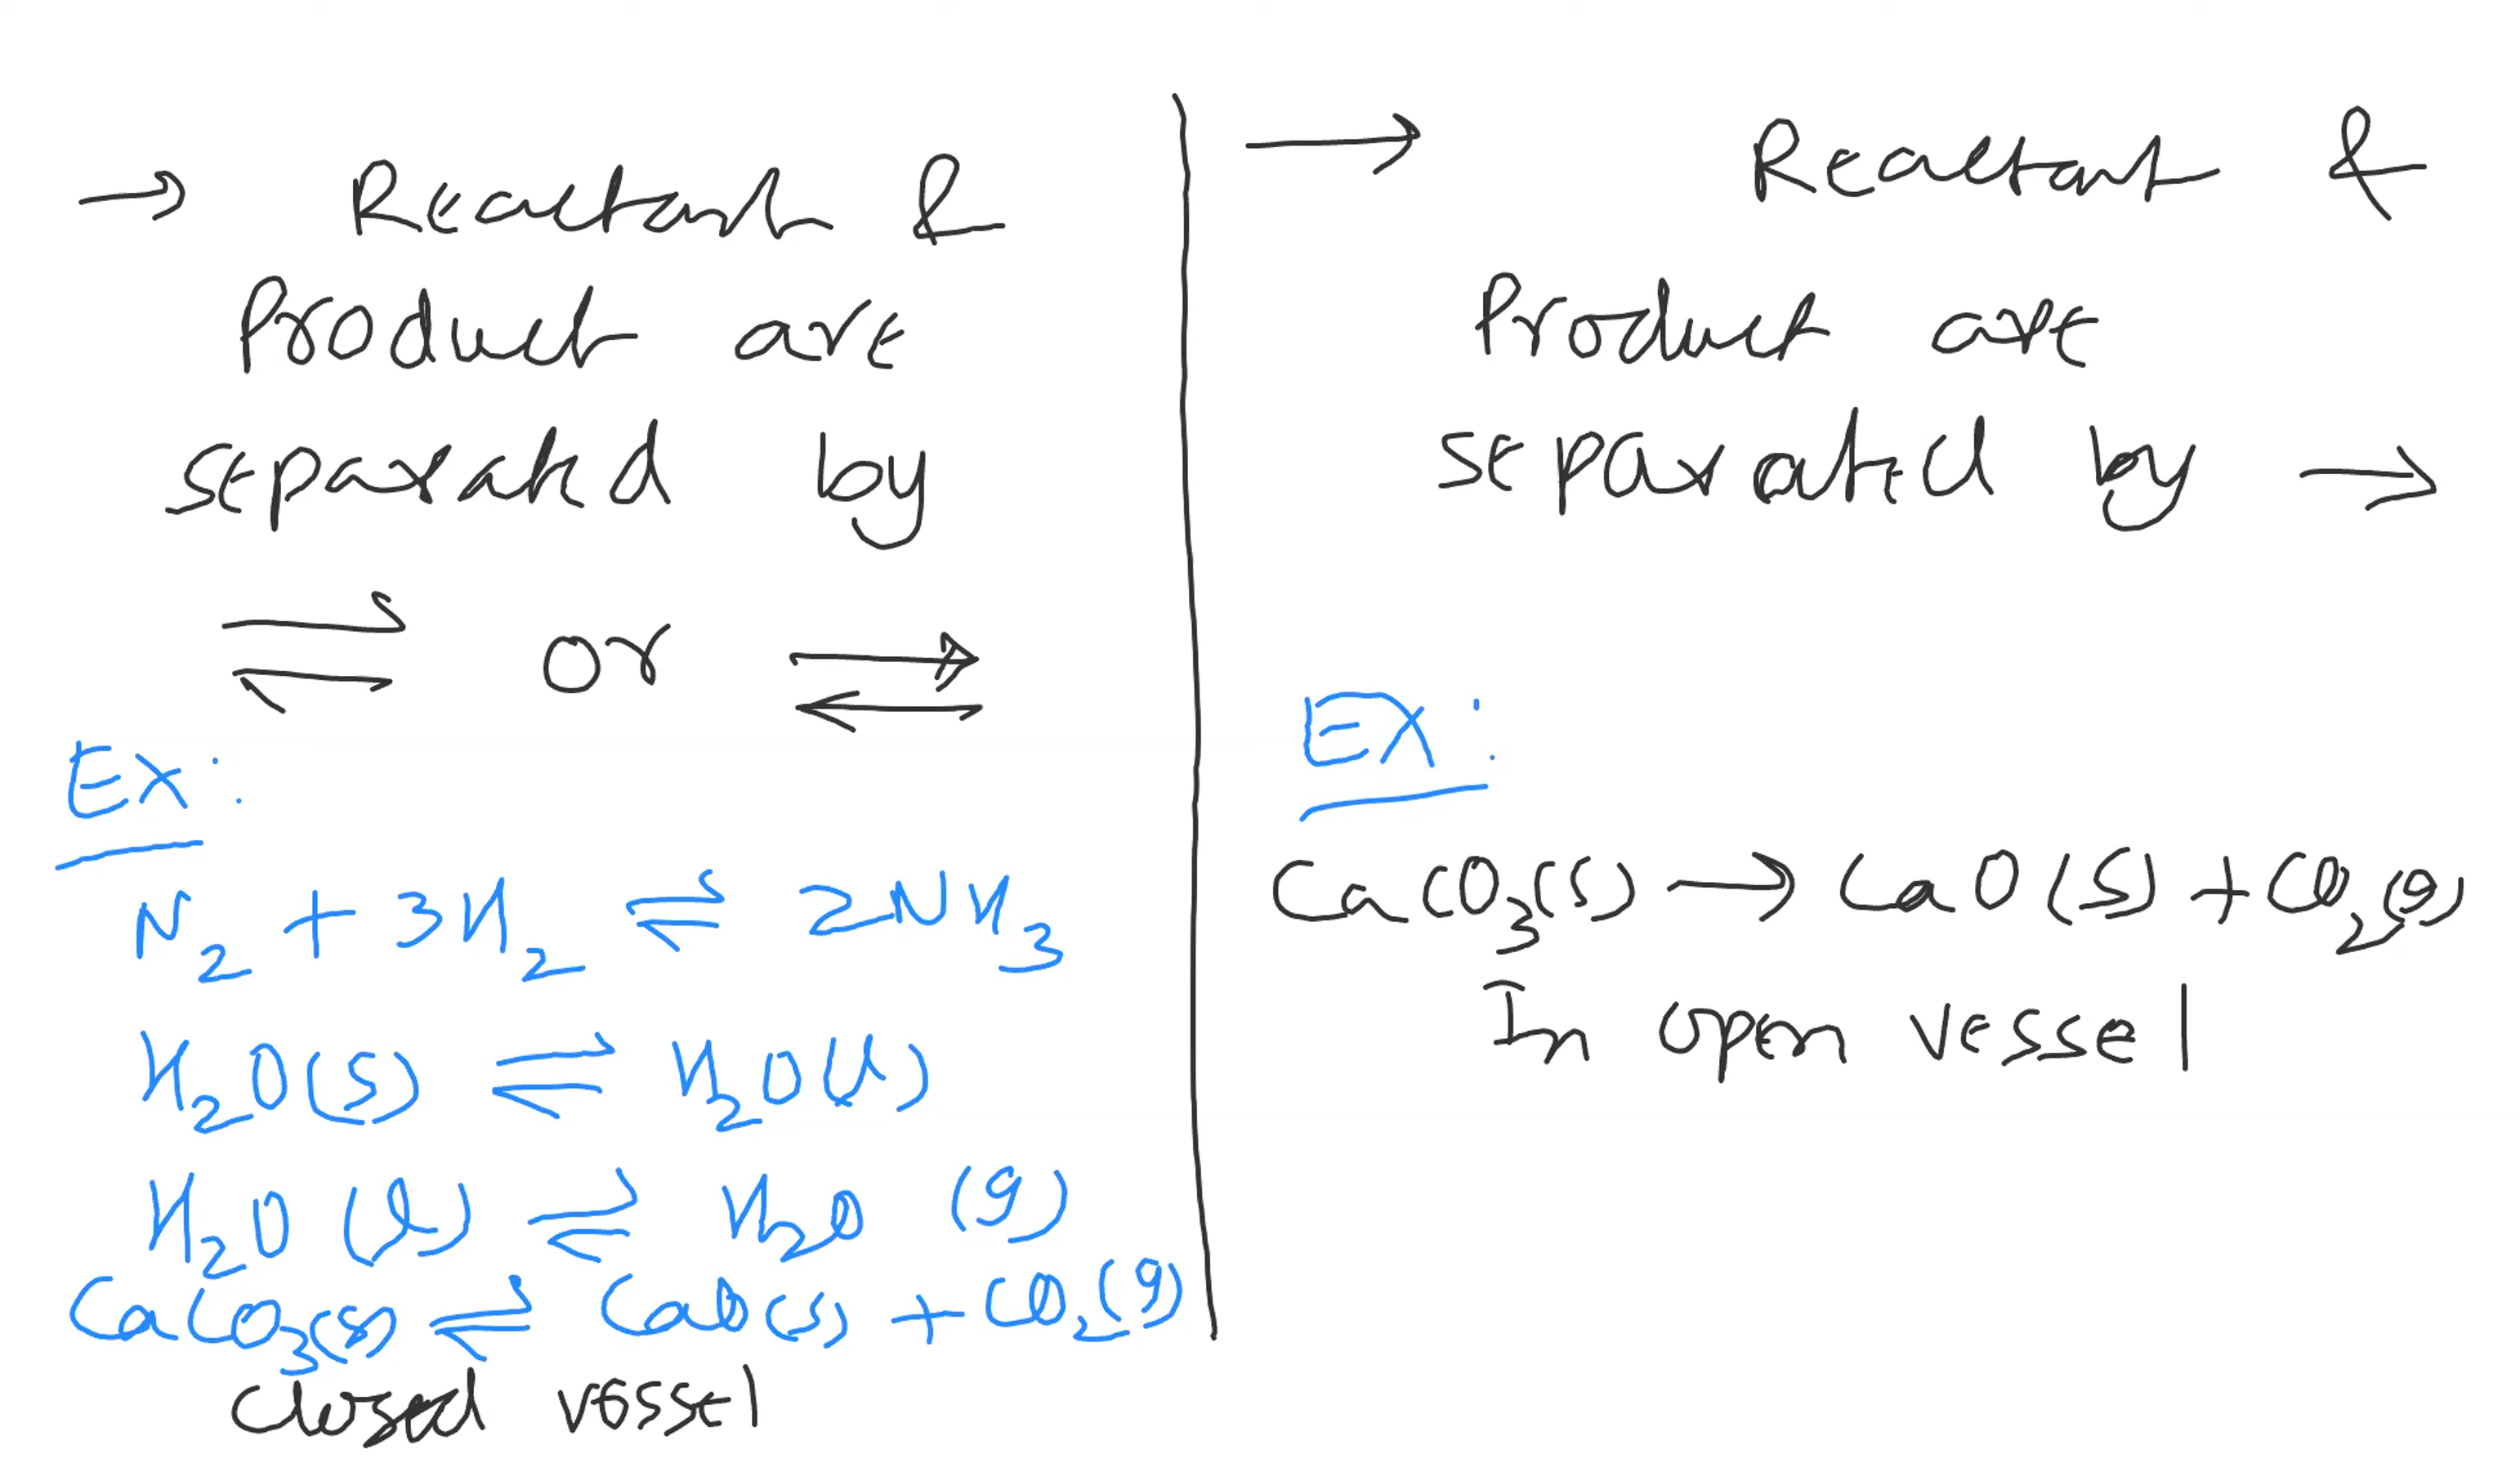 → Reactant &
Product are
separated by
⇌ or ⇄
Ex:
N₂ + 3H₂ ⇌ 2NH₃
H₂O(s) ⇌ H₂O(l)
H₂O(l) ⇌ H₂O (g)
CaCO₃(s) ⇌ CaO(s) + CO₂(g)
closed vessel
→ Reactant &
Product are
separated by →
EX:
CaCO₃(s) → CaO(s) + CO₂(g)
In open vessel